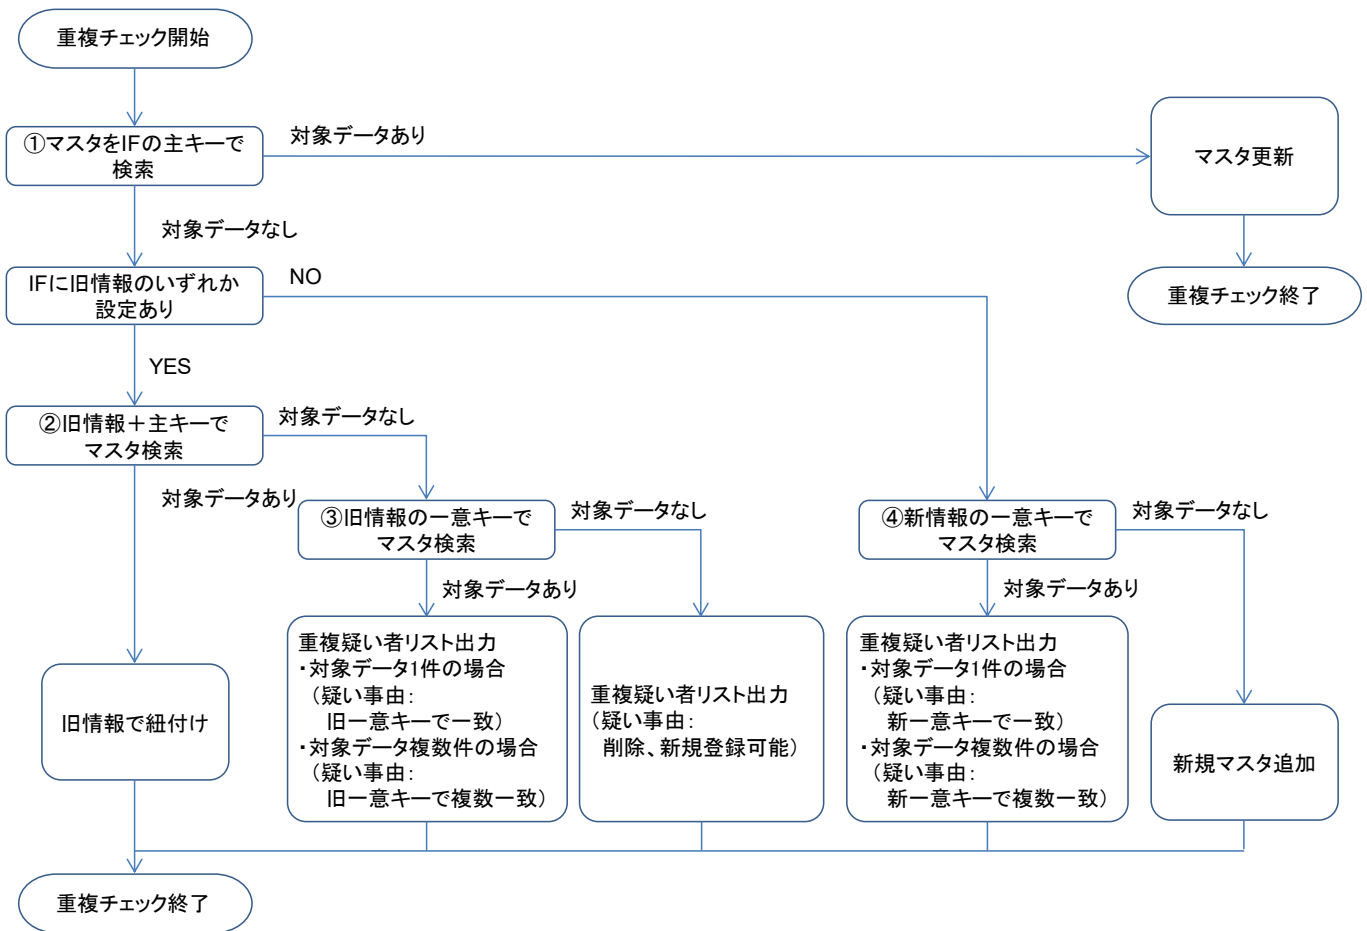 重複チェック開始
①マスタをIFの主キーで
検索
対象データあり
マスタ更新
対象データなし
IFに旧情報のいずれか
設定あり
NO
重複チェック終了
YES
②旧情報＋主キーで
マスタ検索
対象データなし
対象データあり
③旧情報の一意キーで
マスタ検索
対象データなし
④新情報の一意キーで
マスタ検索
対象データなし
対象データあり
対象データあり
旧情報で紐付け
重複疑い者リスト出力
・対象データ1件の場合
（疑い事由：
旧一意キーで一致）
・対象データ複数件の場合
（疑い事由：
旧一意キーで複数一致）
重複疑い者リスト出力
（疑い事由：
削除、新規登録可能）
重複疑い者リスト出力
・対象データ1件の場合
（疑い事由：
新一意キーで一致）
・対象データ複数件の場合
（疑い事由：
新一意キーで複数一致）
新規マスタ追加
重複チェック終了